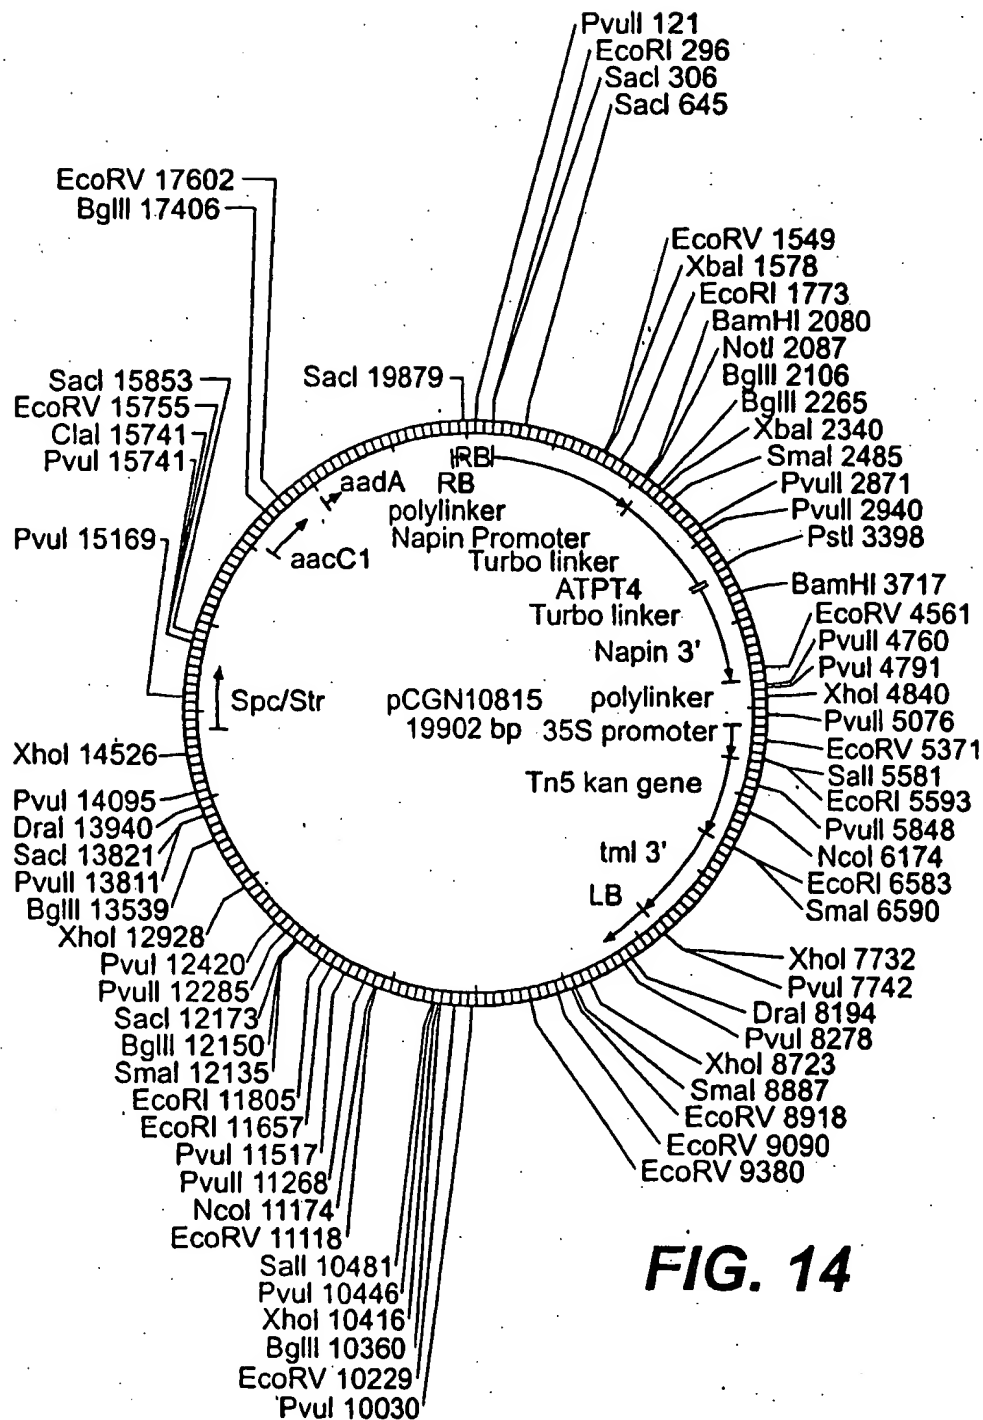 PvuII 121
EcoRI 296
SacI 306
SacI 645
EcoRV 17602
BglII 17406
EcoRV 1549
XbaI 1578
EcoRI 1773
BamHI 2080
NotI 2087
BglII 2106
BglII 2265
XbaI 2340
SmaI 2485
PvuII 2871
PvuII 2940
PstI 3398
BamHI 3717
EcoRV 4561
PvuII 4760
PvuI 4791
XhoI 4840
PvuII 5076
EcoRV 5371
SalI 5581
EcoRI 5593
PvuII 5848
NcoI 6174
EcoRI 6583
SmaI 6590
XhoI 7732
PvuI 7742
DraI 8194
PvuI 8278
XhoI 8723
SmaI 8887
EcoRV 8918
EcoRV 9090
EcoRV 9380
SacI 19879
SacI 15853
EcoRV 15755
ClaI 15741
PvuI 15741
PvuI 15169
XhoI 14526
PvuI 14095
DraI 13940
SacI 13821
PvuII 13811
BglII 13539
XhoI 12928
PvuI 12420
PvuII 12285
SacI 12173
BglII 12150
SmaI 12135
EcoRI 11805
EcoRI 11657
PvuI 11517
PvuII 11268
NcoI 11174
EcoRV 11118
SalI 10481
PvuI 10446
XhoI 10416
BglII 10360
EcoRV 10229
PvuI 10030
RB
aadA
RB
polylinker
Napin Promoter
Turbo linker
aacC1
ATPT4
Turbo linker
Napin 3'
Spc/Str
pCGN10815
19902 bp
polylinker
35S promoter
Tn5 kan gene
tml 3'
LB
FIG. 14